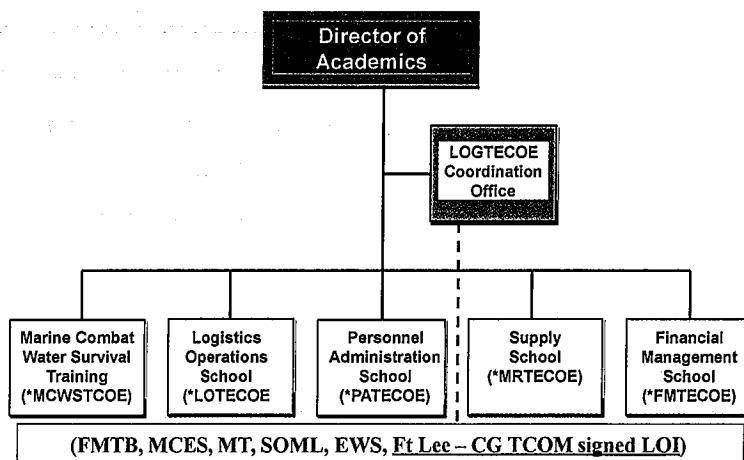 Director of
Academics
LOGTECOE
Coordination
Office
Marine Combat
Water Survival
Training
(*MCWSTCOE)
Logistics
Operations
School
(*LOTECOE
Personnel
Administration
School
(*PATECOE)
Supply
School
(*MRTECOE)
Financial
Management
School
(*FMTECOE)
(FMTB, MCES, MT, SOML, EWS, Ft Lee – CG TCOM signed LOI)